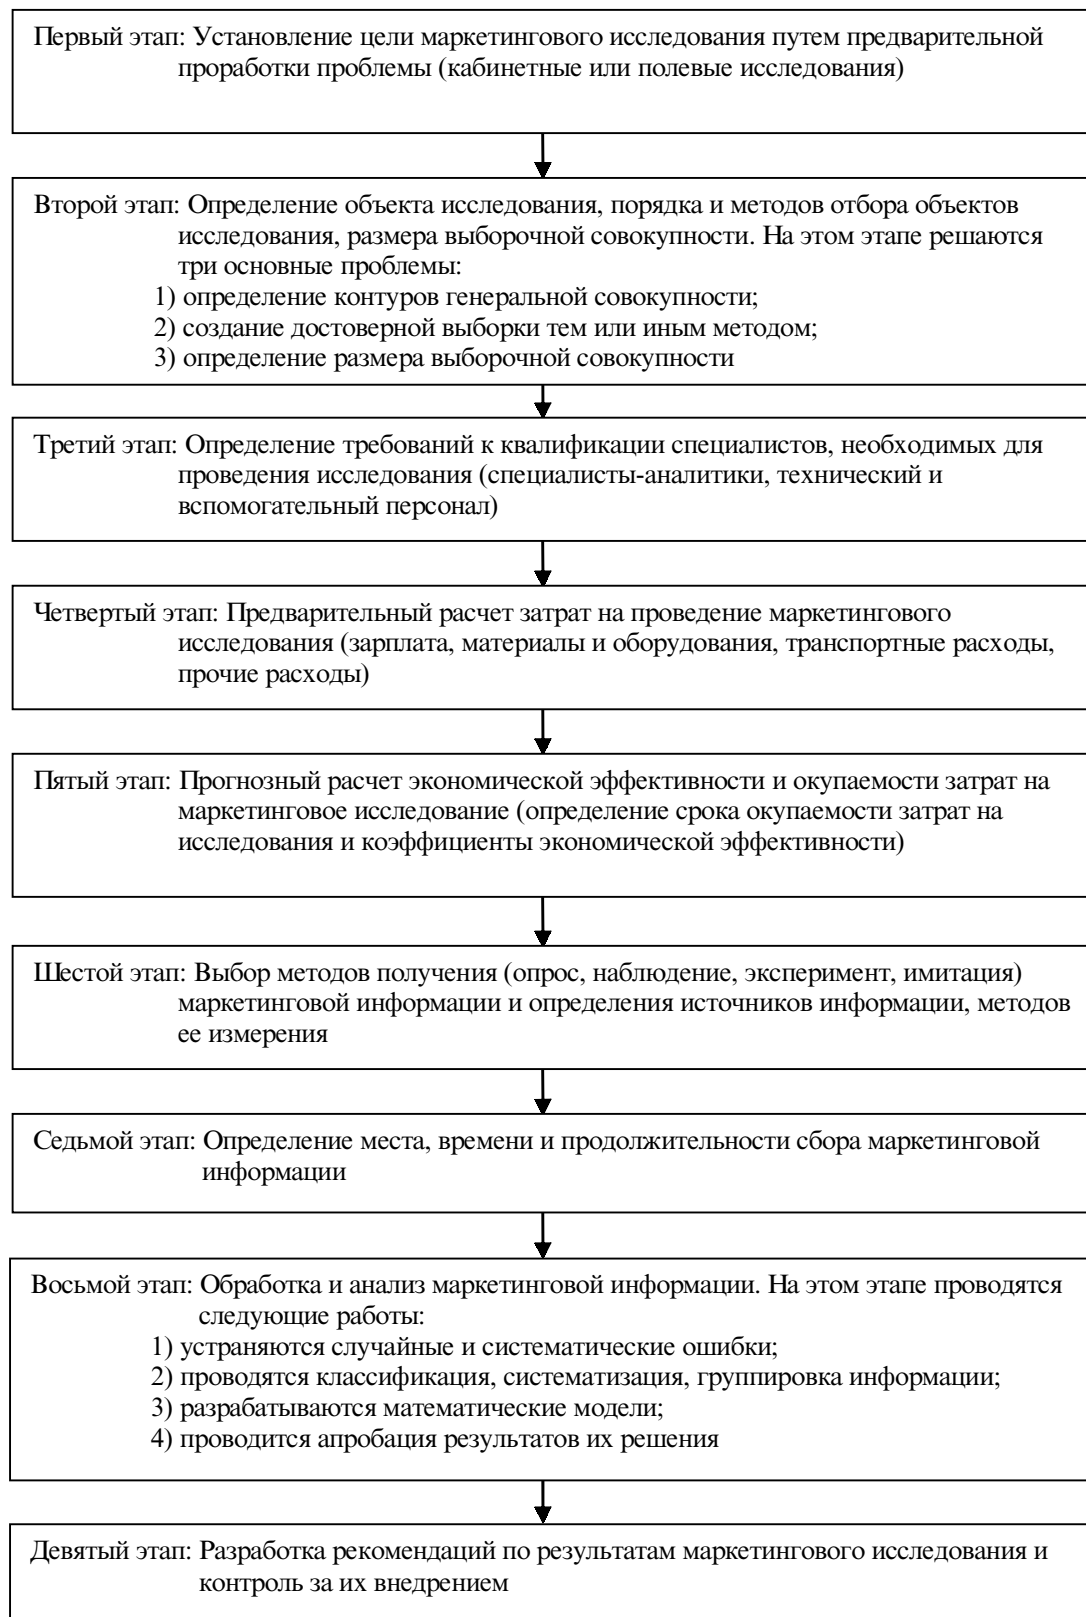 Первый этап: Установление цели маркетингового исследования путем предварительной
проработки проблемы (кабинетные или полевые исследования)
Второй этап: Определение объекта исследования, порядка и методов отбора объектов
исследования, размера выборочной совокупности. На этом этапе решаются
три основные проблемы:
1) определение контуров генеральной совокупности;
2) создание достоверной выборки тем или иным методом;
3) определение размера выборочной совокупности
Третий этап: Определение требований к квалификации специалистов, необходимых для
проведения исследования (специалисты-аналитики, технический и
вспомогательный персонал)
Четвертый этап: Предварительный расчет затрат на проведение маркетингового
исследования (зарплата, материалы и оборудования, транспортные расходы,
прочие расходы)
Пятый этап: Прогнозный расчет экономической эффективности и окупаемости затрат на
маркетинговое исследование (определение срока окупаемости затрат на
исследования и коэффициенты экономической эффективности)
Шестой этап: Выбор методов получения (опрос, наблюдение, эксперимент, имитация)
маркетинговой информации и определения источников информации, методов
ее измерения
Седьмой этап: Определение места, времени и продолжительности сбора маркетинговой
информации
Восьмой этап: Обработка и анализ маркетинговой информации. На этом этапе проводятся
следующие работы:
1) устраняются случайные и систематические ошибки;
2) проводятся классификация, систематизация, группировка информации;
3) разрабатываются математические модели;
4) проводится апробация результатов их решения
Девятый этап: Разработка рекомендаций по результатам маркетингового исследования и
контроль за их внедрением